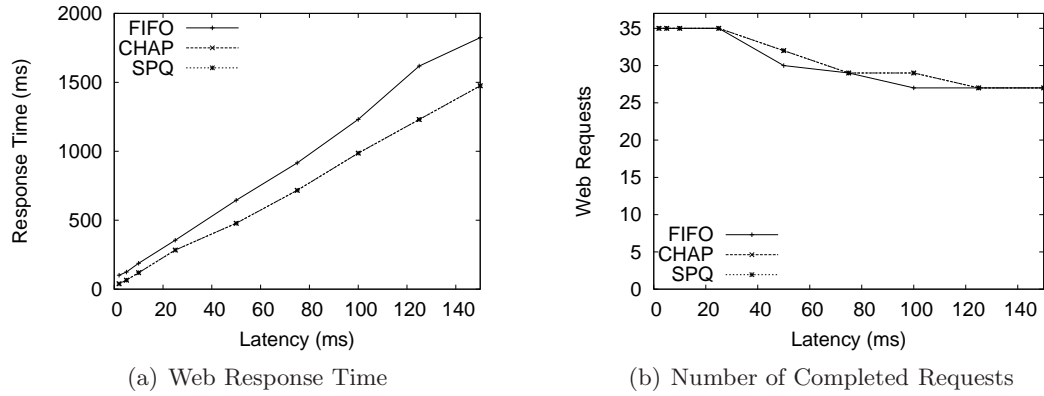 2000
1500
1000
500
0
Response Time (ms)
FIFO
CHAP
SPQ
0 20 40 60 80 100 120 140
Latency (ms)
(a) Web Response Time
35
30
25
20
15
10
5
0
Web Requests
FIFO
CHAP
SPQ
0 20 40 60 80 100 120 140
Latency (ms)
(b) Number of Completed Requests